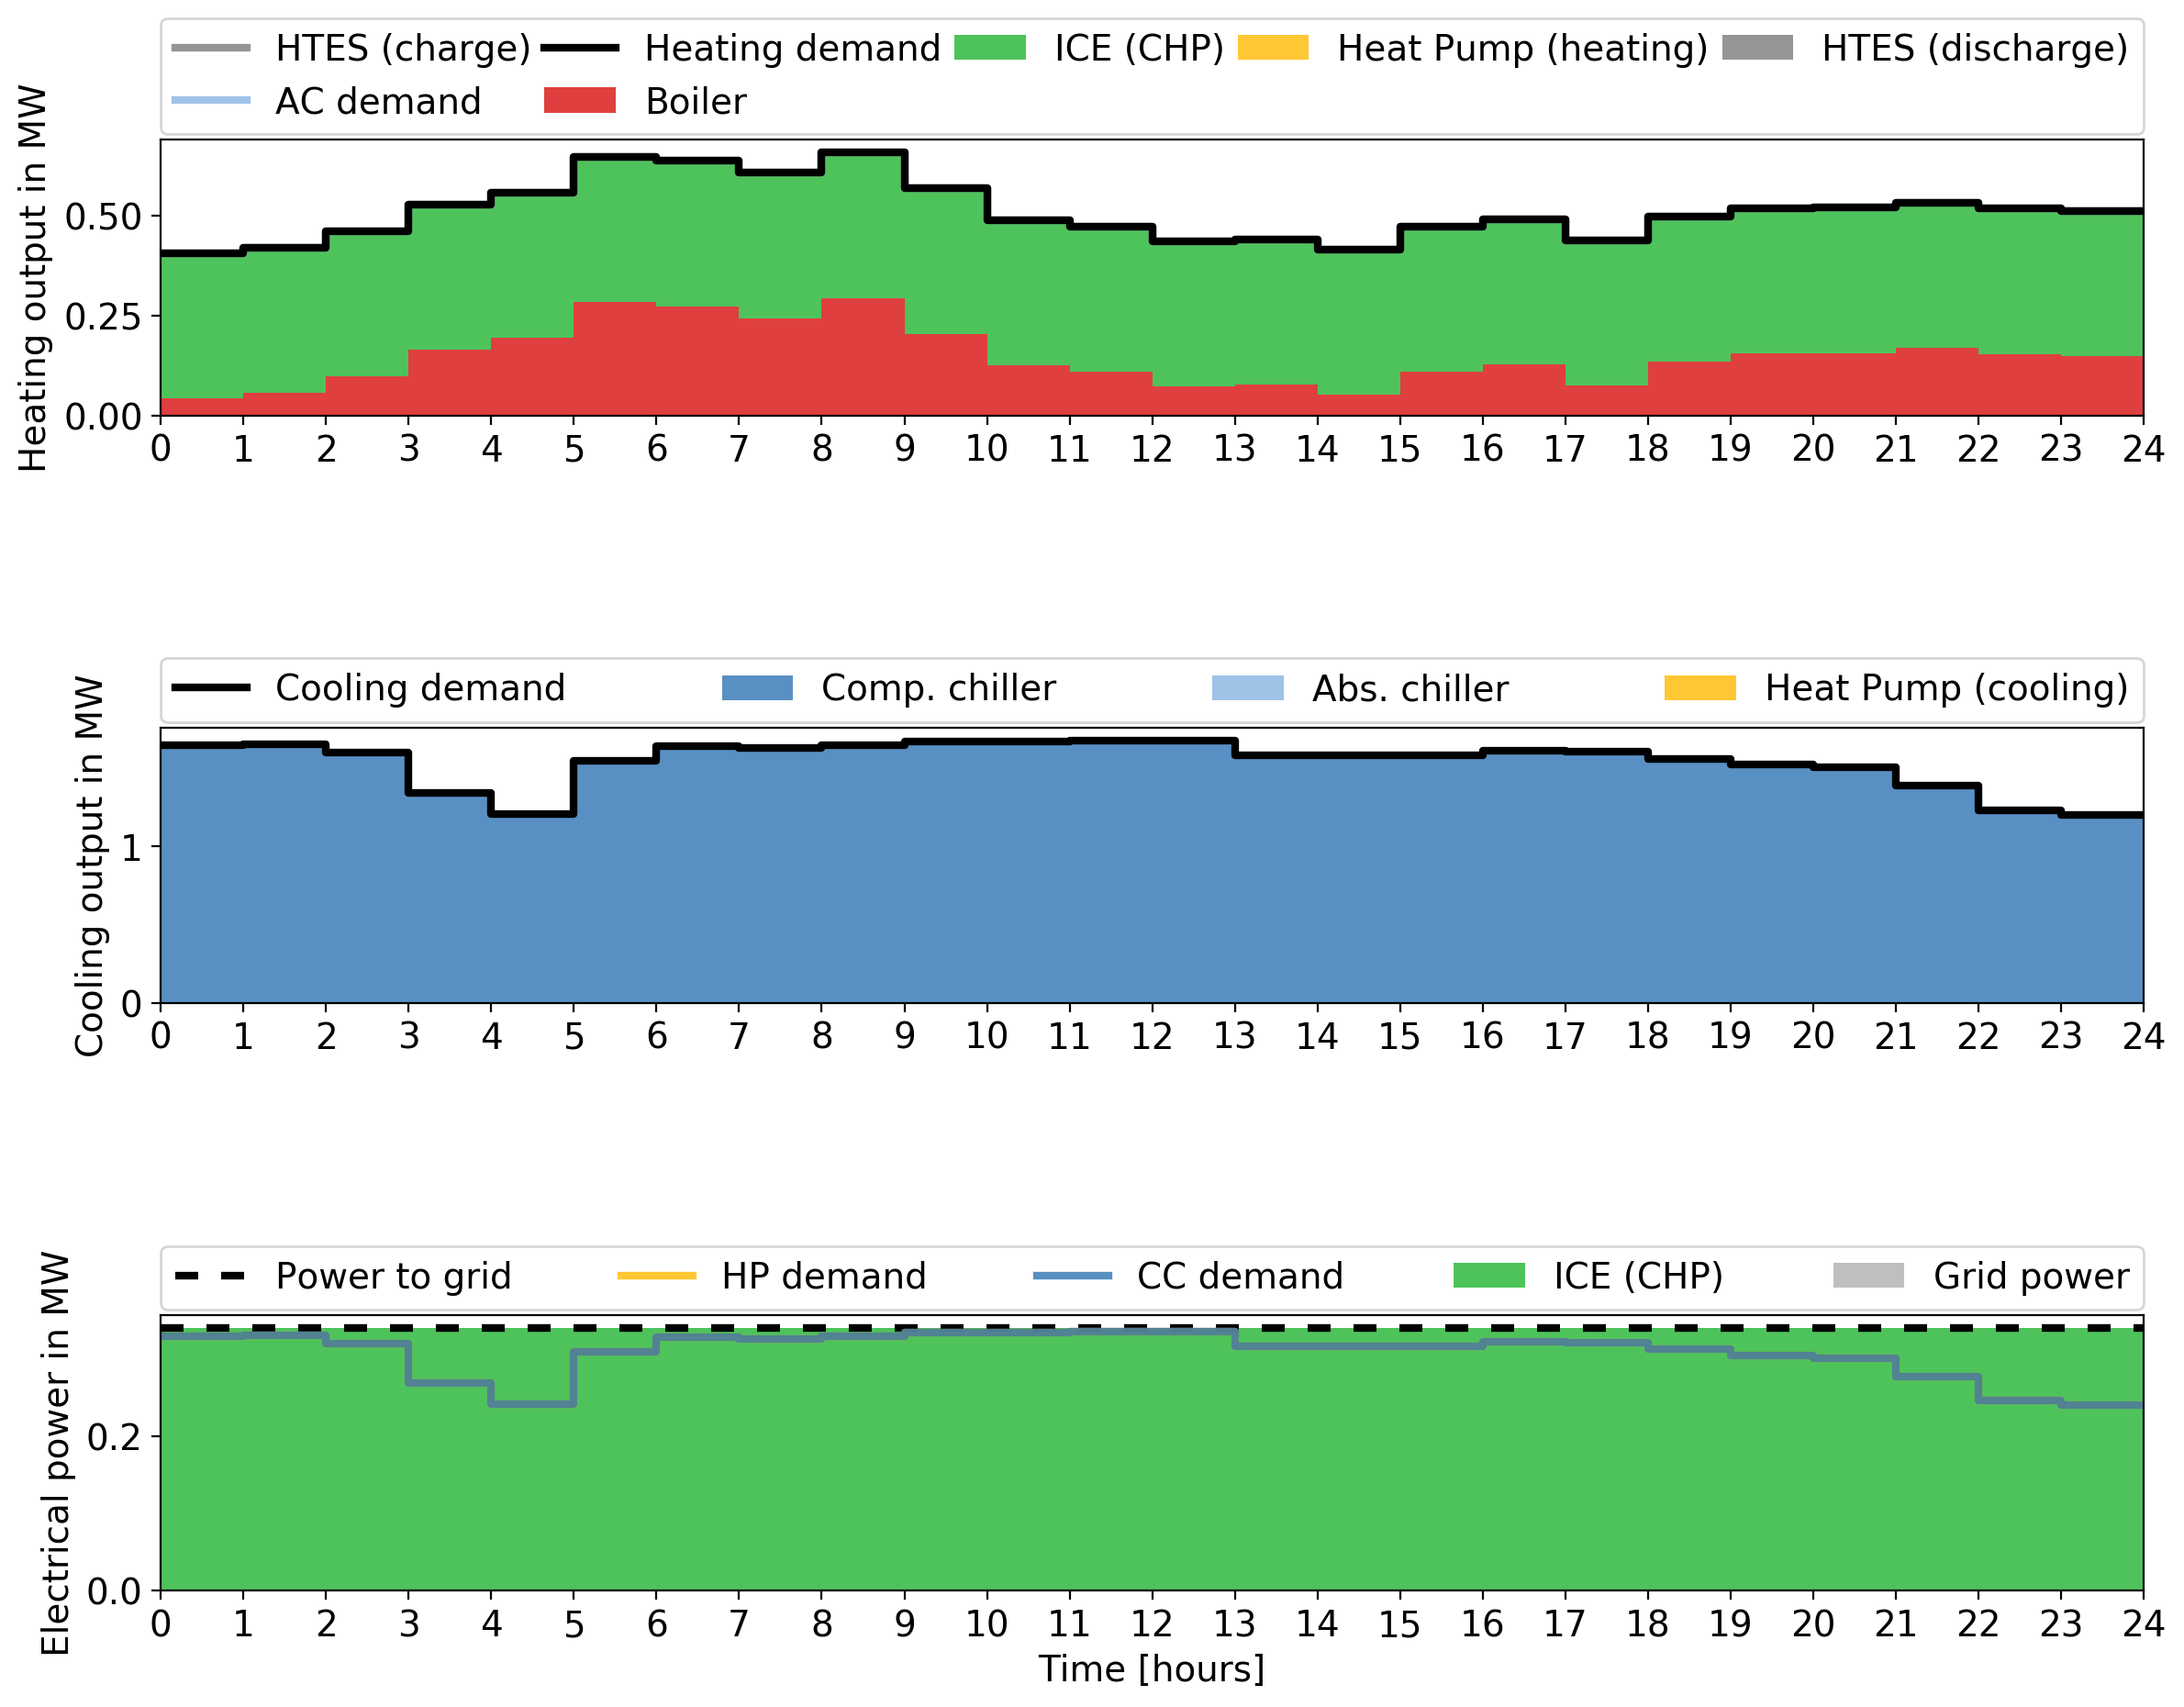 HTES (charge) Heating demand ICE (CHP) Heat Pump (heating) HTES (discharge)
AC demand Boiler
Heating output in MW
0.50
0.25
0.00
0 1 2 3 4 5 6 7 8 9 10 11 12 13 14 15 16 17 18 19 20 21 22 23 24
Cooling demand Comp. chiller Abs. chiller Heat Pump (cooling)
Cooling output in MW
1
0
0 1 2 3 4 5 6 7 8 9 10 11 12 13 14 15 16 17 18 19 20 21 22 23 24
Power to grid HP demand CC demand ICE (CHP) Grid power
Electrical power in MW
0.2
0.0
0 1 2 3 4 5 6 7 8 9 10 11 12 13 14 15 16 17 18 19 20 21 22 23 24
Time [hours]